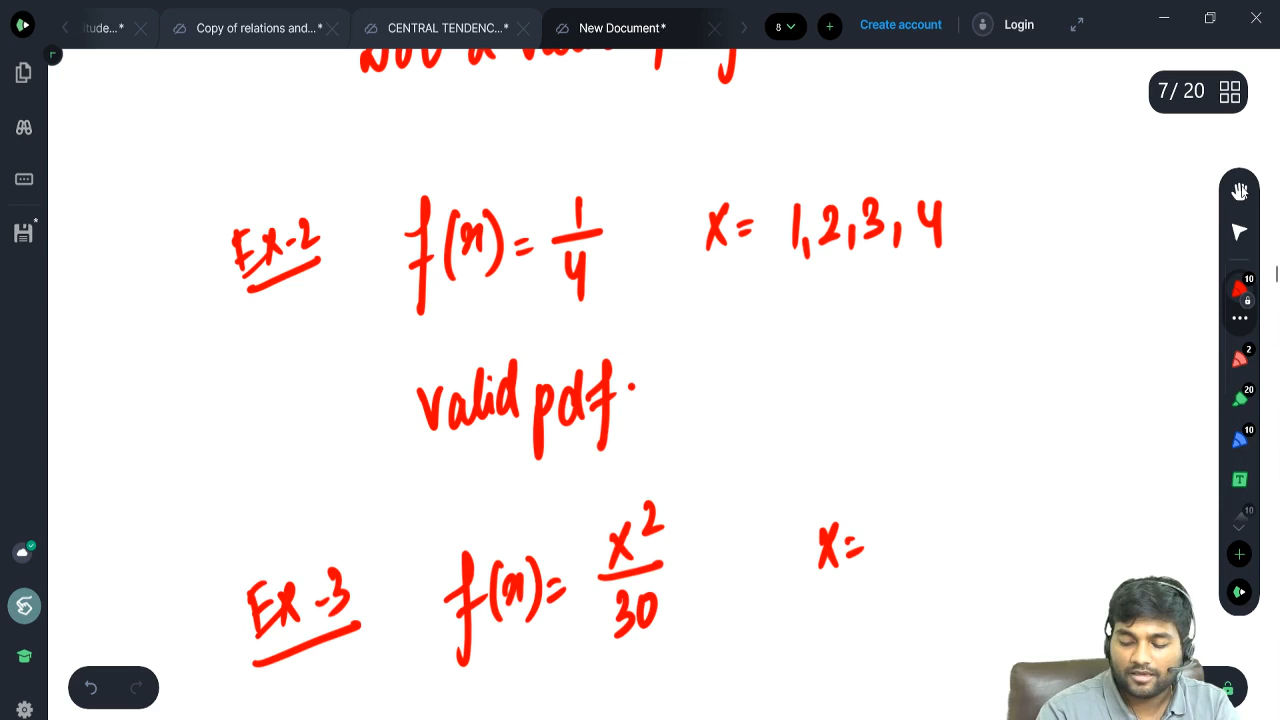 itude...* Copy of relations and...* CENTRAL TENDENC...* New Document* 8 Create account Login
7/ 20
Ex-2 f(x) = 1/4 x = 1, 2, 3, 4
valid pdf.
Ex-3 f(x) = x²/30 x =
10
2
20
10
T
10